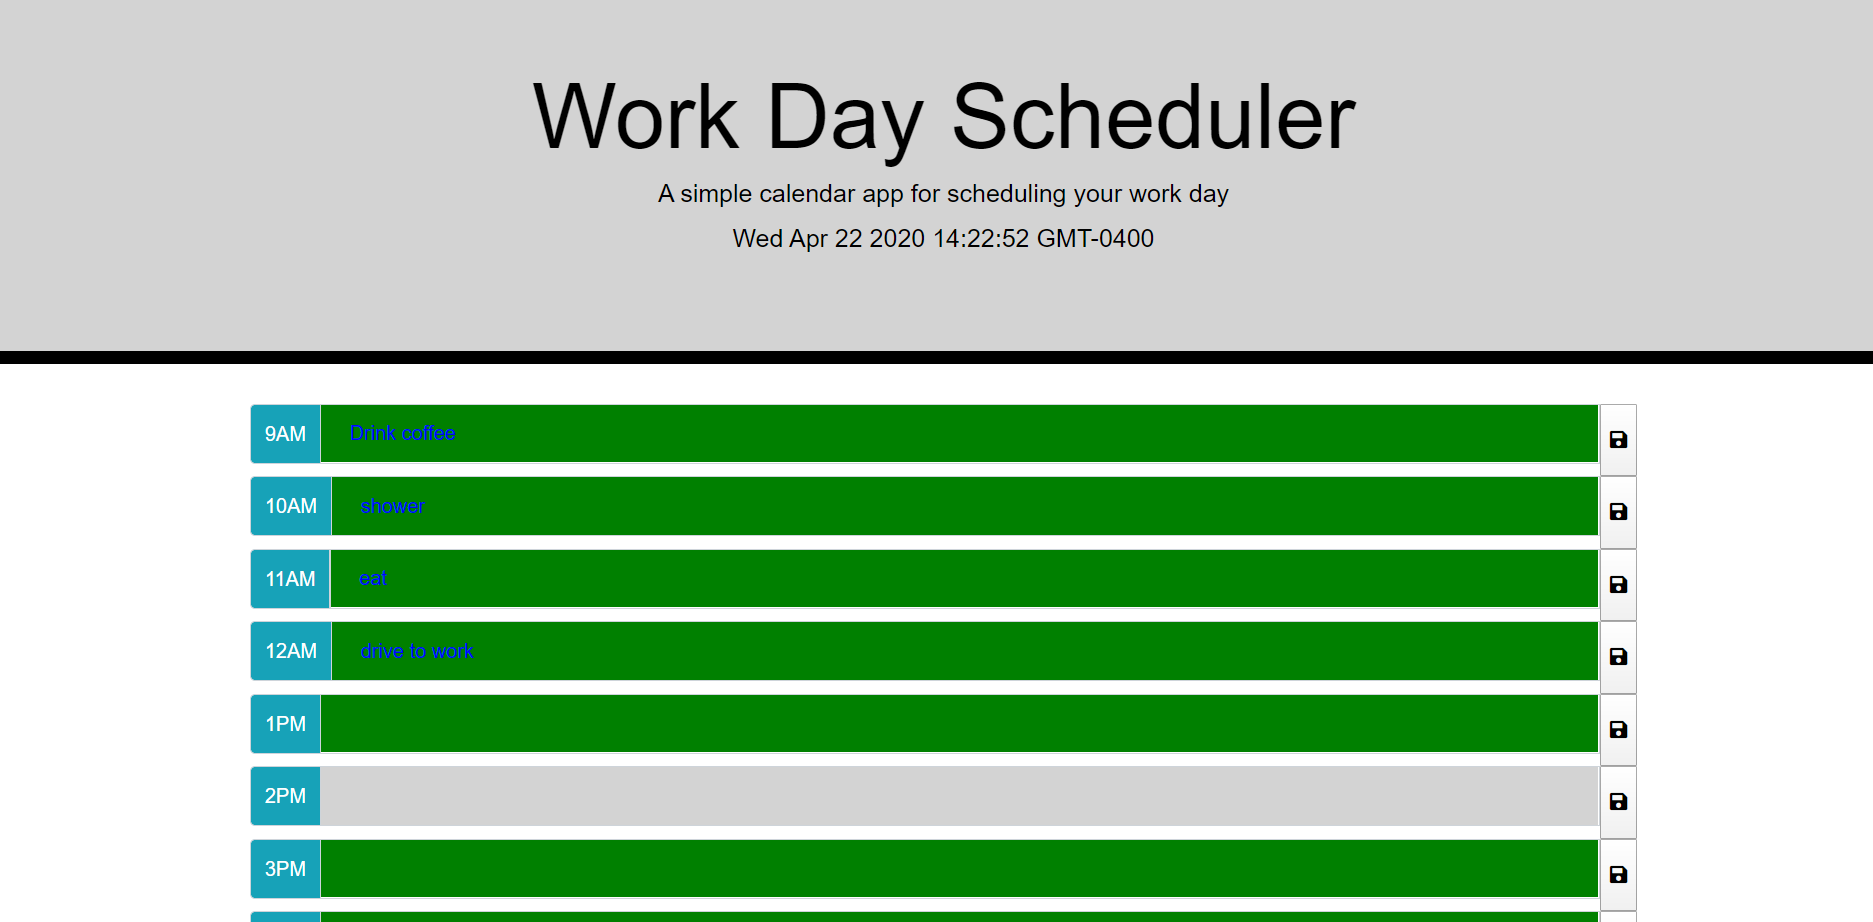 Work Day Scheduler
A simple calendar app for scheduling your work day
Wed Apr 22 2020 14:22:52 GMT-0400
9AM Drink coffee
10AM shower
11AM eat
12AM drive to work
1PM
2PM
3PM